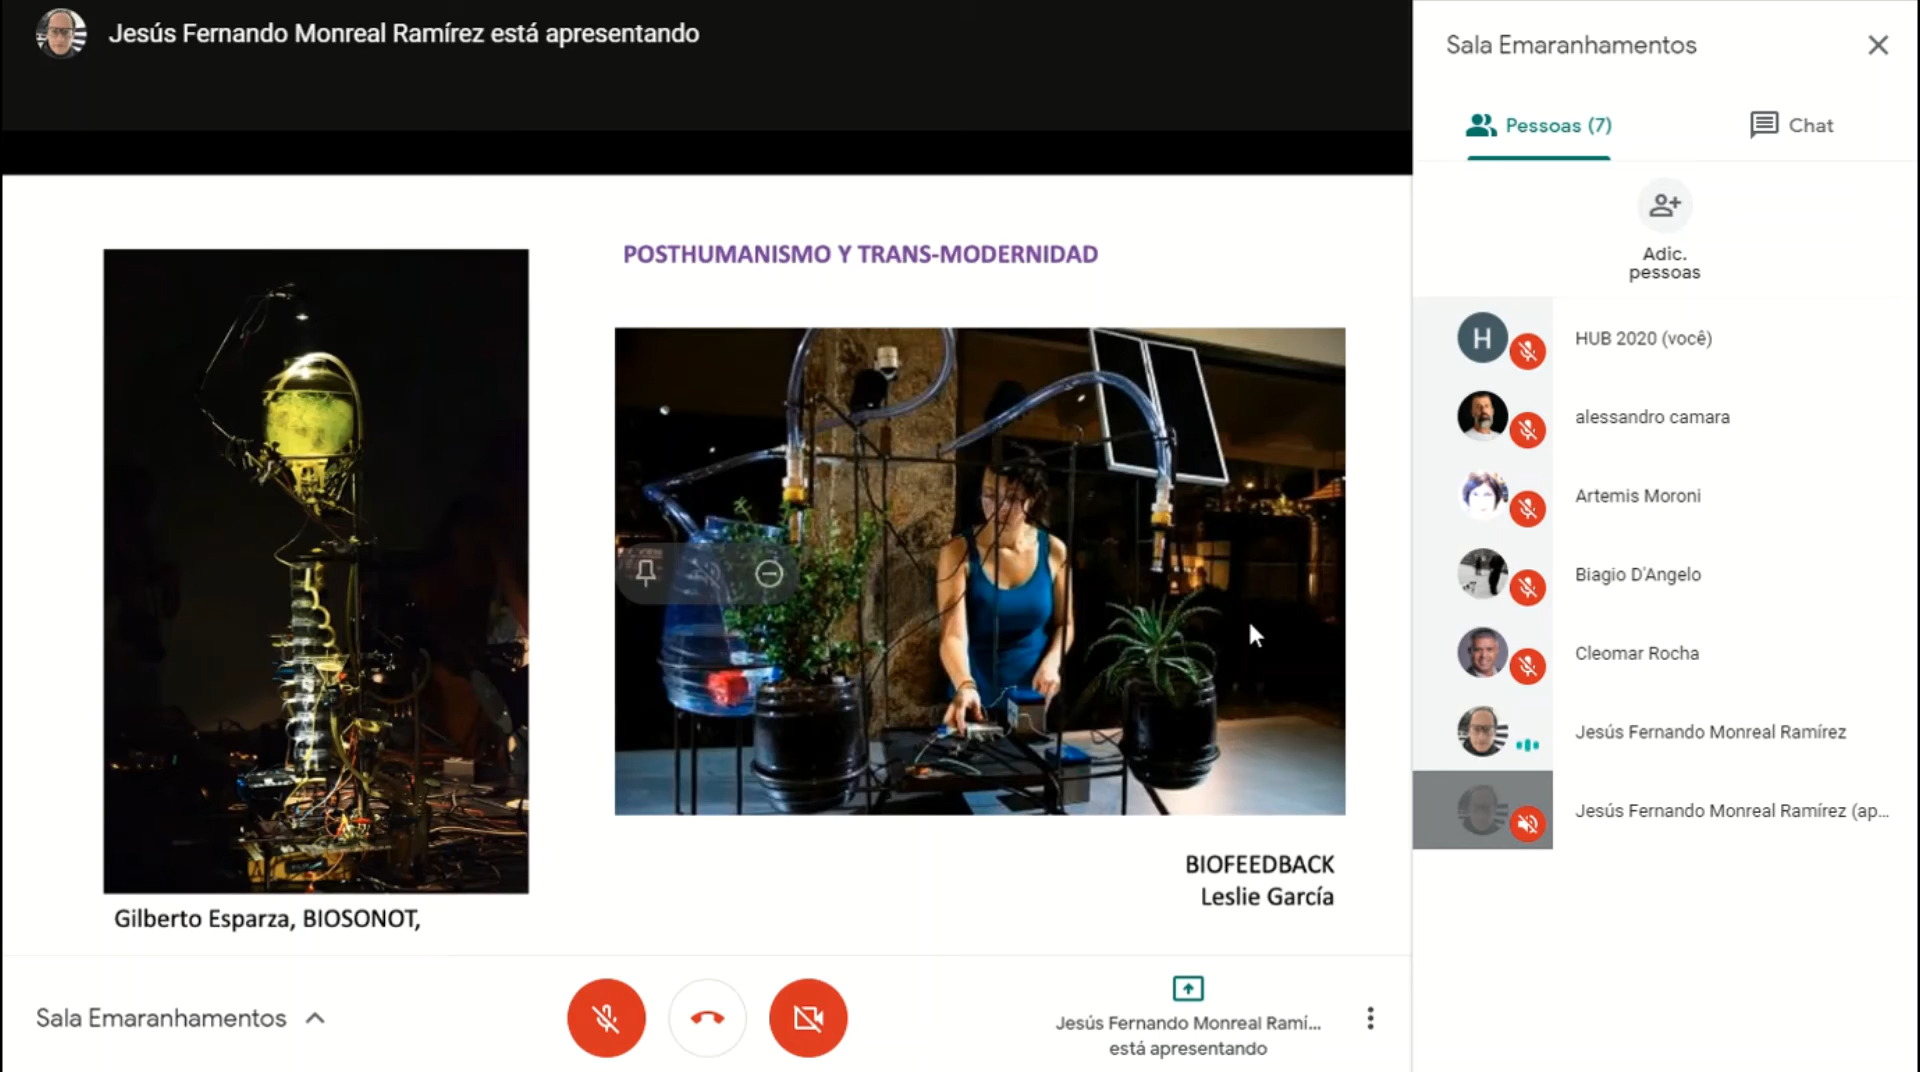 Jesús Fernando Monreal Ramírez está apresentando
POSTHUMANISMO Y TRANS-MODERNIDAD
BIOFEEDBACK
Leslie García
Gilberto Esparza, BIOSONOT,
Sala Emaranhamentos
Jesús Fernando Monreal Rami...
está apresentando
Sala Emaranhamentos
Pessoas (7)
Chat
Adic.
pessoas
H
HUB 2020 (você)
alessandro camara
Artemis Moroni
Biagio D'Angelo
Cleomar Rocha
Jesús Fernando Monreal Ramírez
Jesús Fernando Monreal Ramírez (ap...